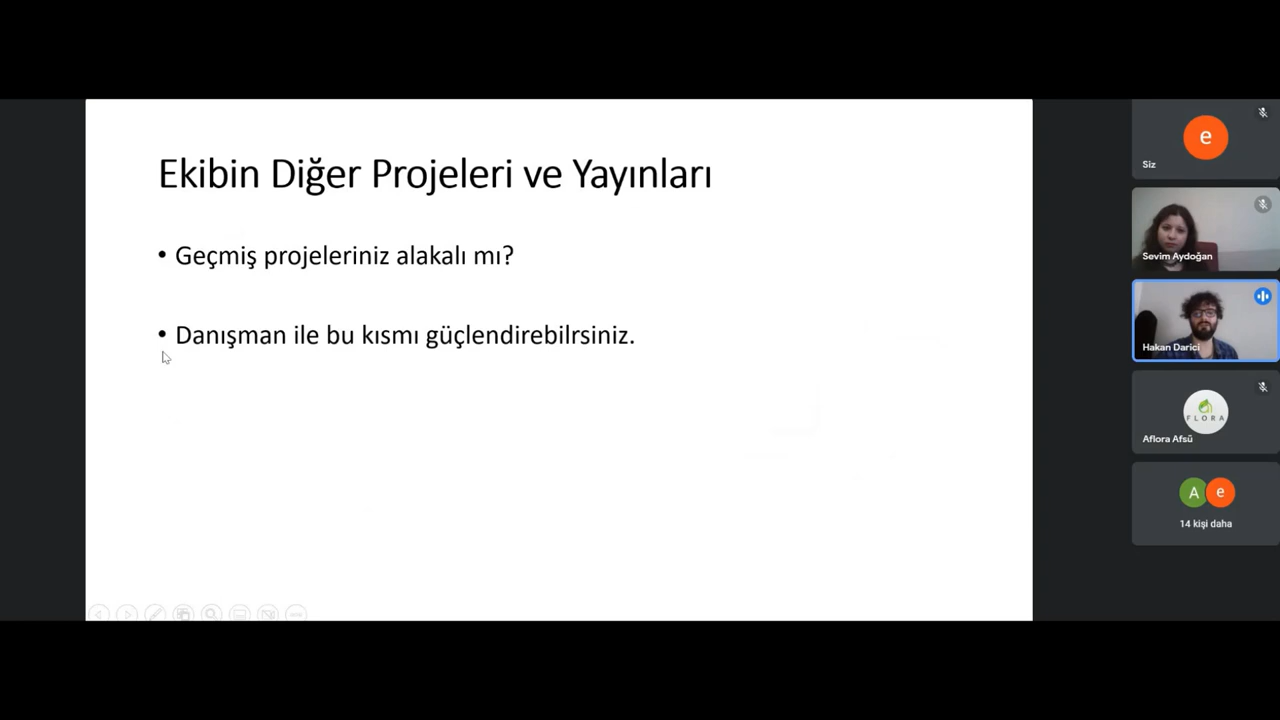 Ekibin Diğer Projeleri ve Yayınları
• Geçmiş projeleriniz alakalı mı?
• Danışman ile bu kısmı güçlendirebilrsiniz.
e
Siz
Sevim Aydoğan
Hakan Darici
FLORA
Aflora Afsü
A e
14 kişi daha